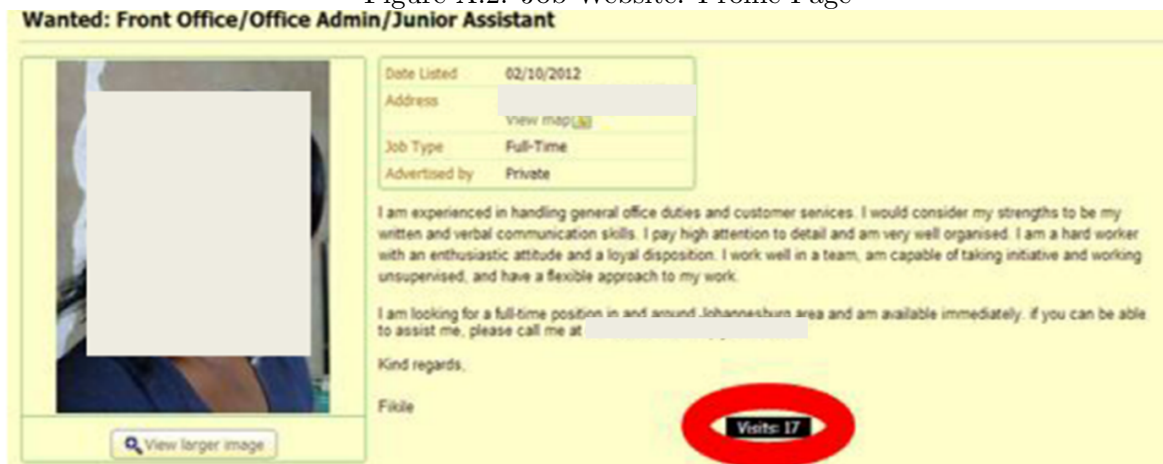 Figure A.2: Job Website: Profile Page
Wanted: Front Office/Office Admin/Junior Assistant
Date Listed 02/10/2012
Address
View map
Job Type Full-Time
Advertised by Private
I am experienced in handling general office duties and customer services. I would consider my strengths to be my
written and verbal communication skills. I pay high attention to detail and am very well organised. I am a hard worker
with an enthusiastic attitude and a loyal disposition. I work well in a team, am capable of taking initiative and working
unsupervised, and have a flexible approach to my work.
I am looking for a full-time position in and around Johannesburg area and am available immediately. if you can be able
to assist me, please call me at
Kind regards,
Fikile
Visits: 17
View larger image